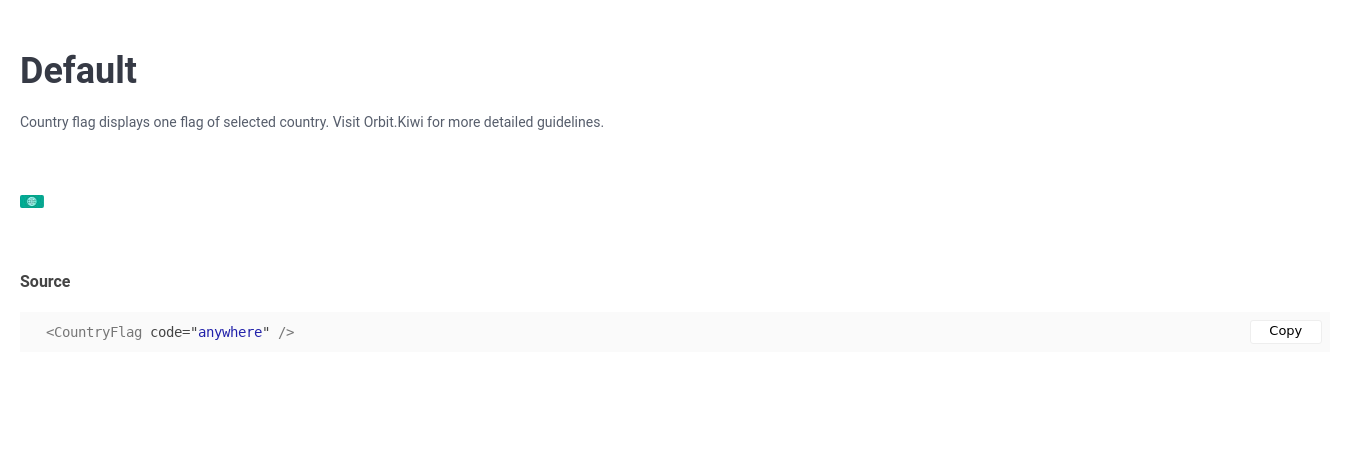 Default
Country flag displays one flag of selected country. Visit Orbit.Kiwi for more detailed guidelines.
Source
<CountryFlag code="anywhere" />
Copy